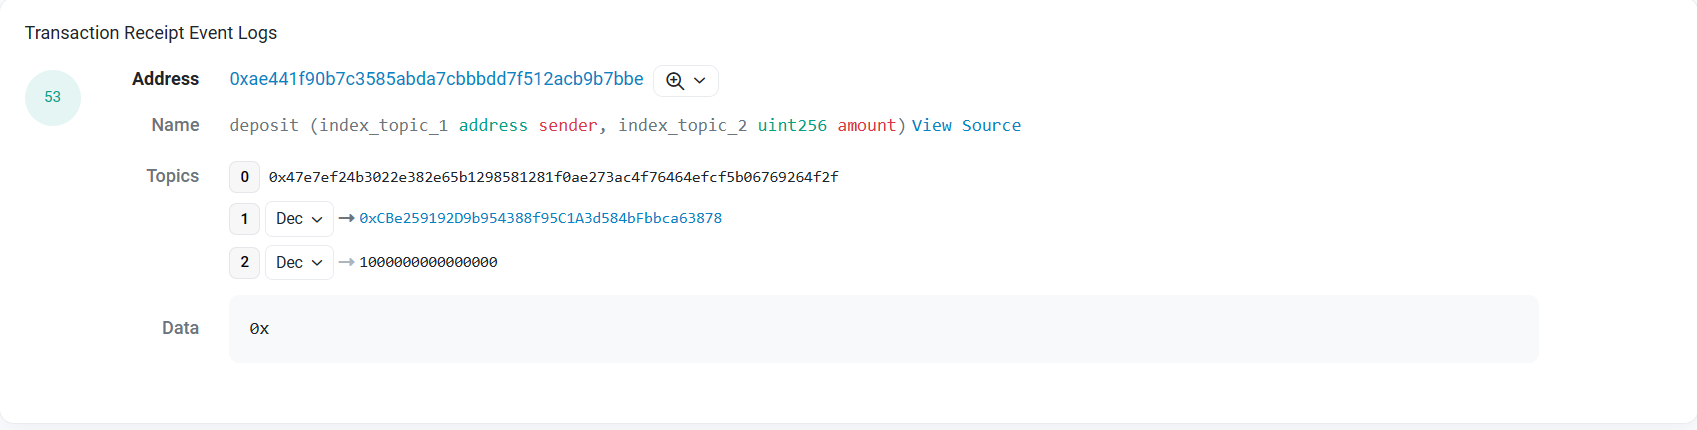 Transaction Receipt Event Logs
53
Address 0xae441f90b7c3585abda7cbbbdd7f512acb9b7bbe
Name deposit (index_topic_1 address sender, index_topic_2 uint256 amount) View Source
Topics 0 0x47e7ef24b3022e382e65b1298581281f0ae273ac4f76464efcf5b06769264f2f
1 Dec → 0xCBe259192D9b954388f95C1A3d584bFbbca63878
2 Dec → 1000000000000000
Data 0x